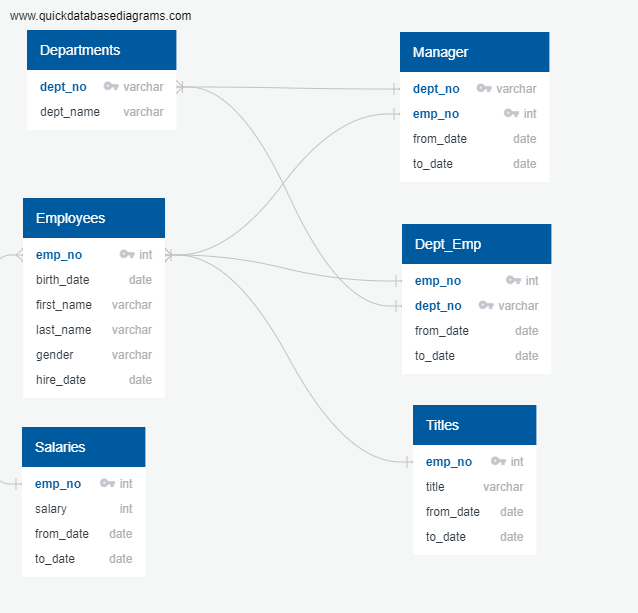 www.quickdatabasediagrams.com
Departments
dept_no varchar
dept_name varchar
Manager
dept_no varchar
emp_no int
from_date date
to_date date
Employees
emp_no int
birth_date date
first_name varchar
last_name varchar
gender varchar
hire_date date
Dept_Emp
emp_no int
dept_no varchar
from_date date
to_date date
Salaries
emp_no int
salary int
from_date date
to_date date
Titles
emp_no int
title varchar
from_date date
to_date date